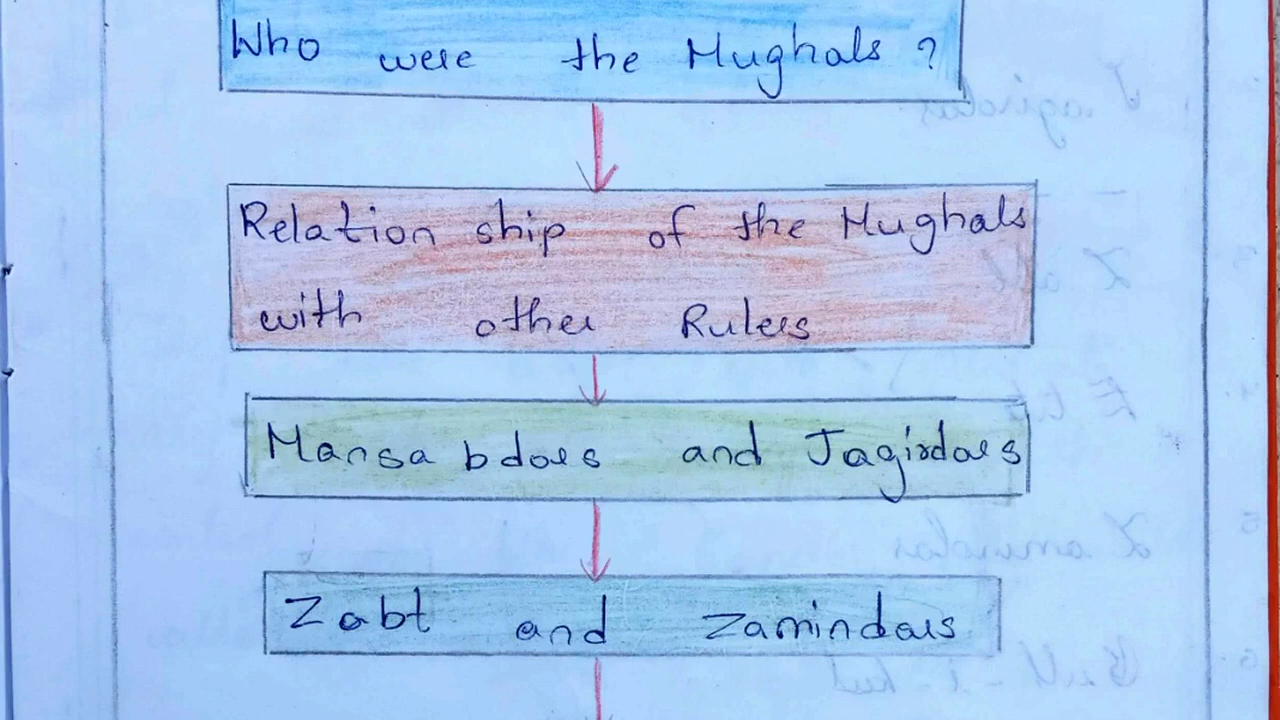 Who were the Mughals ?
Relation ship of the Mughals
with other Rulers
Mansabdars and Jagirdars
Zabt and Zamindars